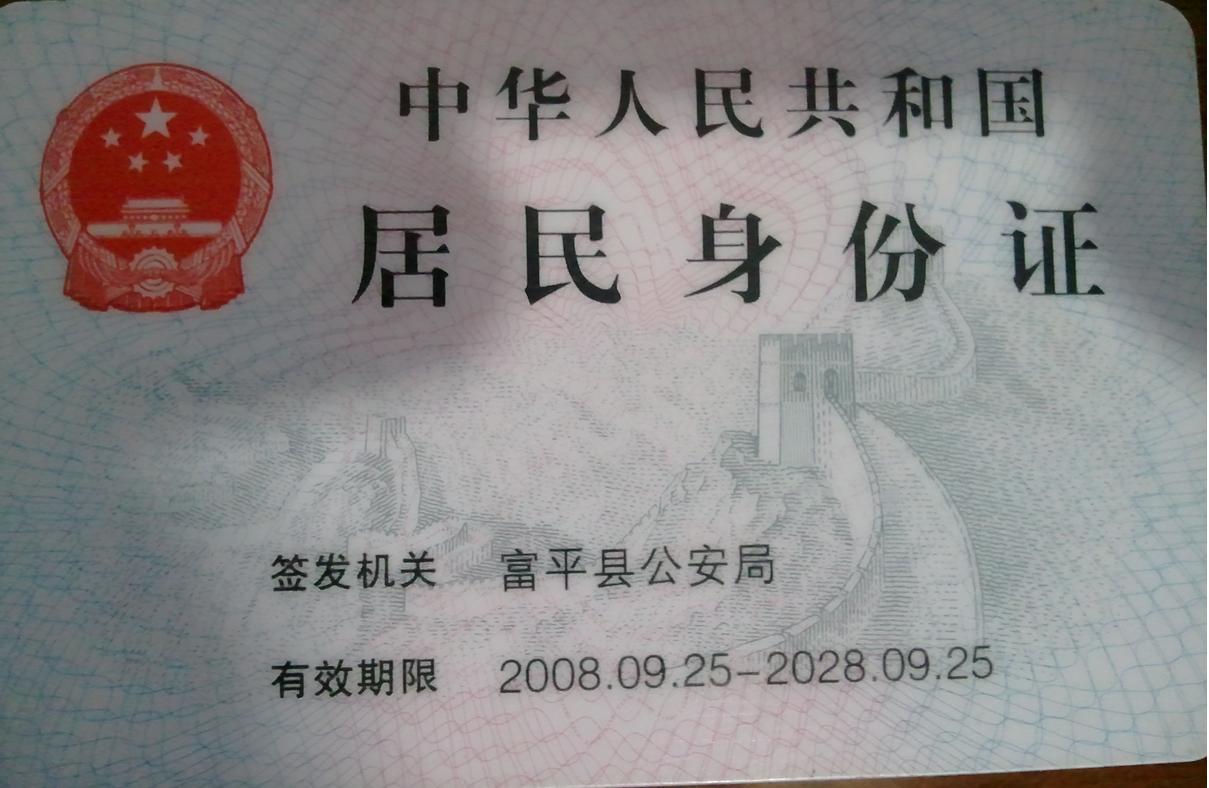 中华人民共和国
居民身份证
签发机关 富平县公安局
有效期限 2008.09.25-2028.09.25